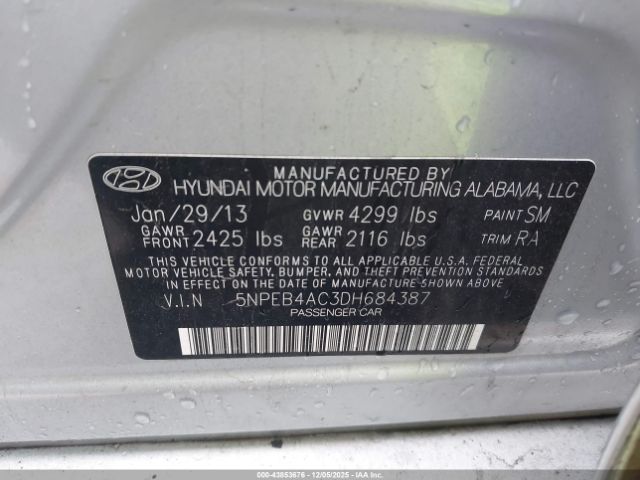 MANUFACTURED BY
HYUNDAI MOTOR MANUFACTURING ALABAMA, LLC
Jan/29/13 GVWR 4299 lbs PAINT SM
GAWR FRONT 2425 lbs GAWR REAR 2116 lbs TRIM RA
THIS VEHICLE CONFORMS TO ALL APPLICABLE U.S.A. FEDERAL
MOTOR VEHICLE SAFETY, BUMPER, AND THEFT PREVENTION
STANDARDS IN EFFECT ON THE DATE OF MANUFACTURE SHOWN ABOVE
V.I.N 5NPEB4AC3DH684387
PASSENGER CAR
000-43853676 - 12/05/2025 - IAAI.COM